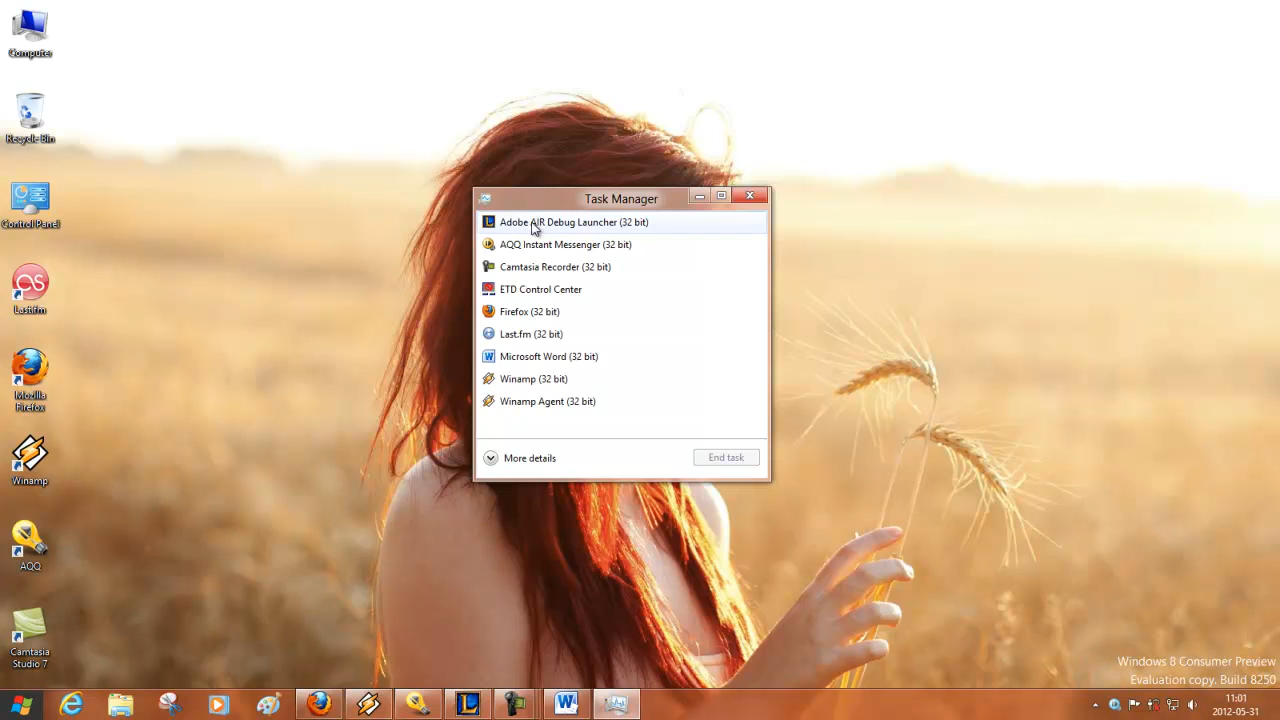 Computer
Recycle Bin
Control Panel
Last.fm
Mozilla
Firefox
Winamp
AQQ
Camtasia
Studio 7
Task Manager
Adobe AIR Debug Launcher (32 bit)
AQQ Instant Messenger (32 bit)
Camtasia Recorder (32 bit)
ETD Control Center
Firefox (32 bit)
Last.fm (32 bit)
Microsoft Word (32 bit)
Winamp (32 bit)
Winamp Agent (32 bit)
More details
End task
Windows 8 Consumer Preview
Evaluation copy. Build 8250
11:01
2012-05-31